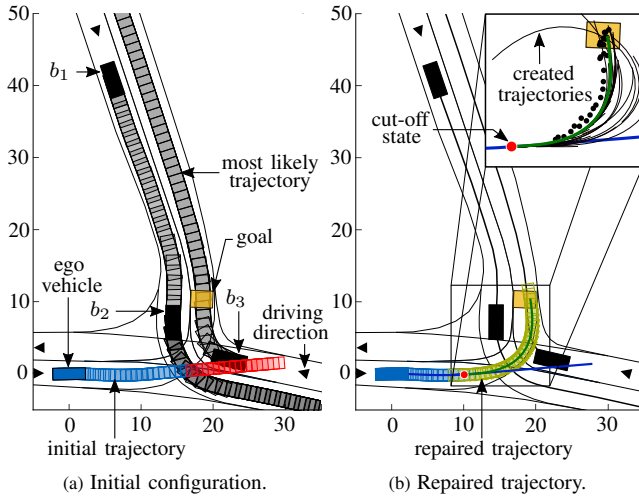 50
40
30
20
10
0
0
10
20
30
b1
most likely
trajectory
ego
vehicle
goal
b2
b3
driving
direction
initial trajectory
(a) Initial configuration.
50
40
30
20
10
0
0
10
20
30
created
trajectories
cut-off
state
repaired trajectory
(b) Repaired trajectory.